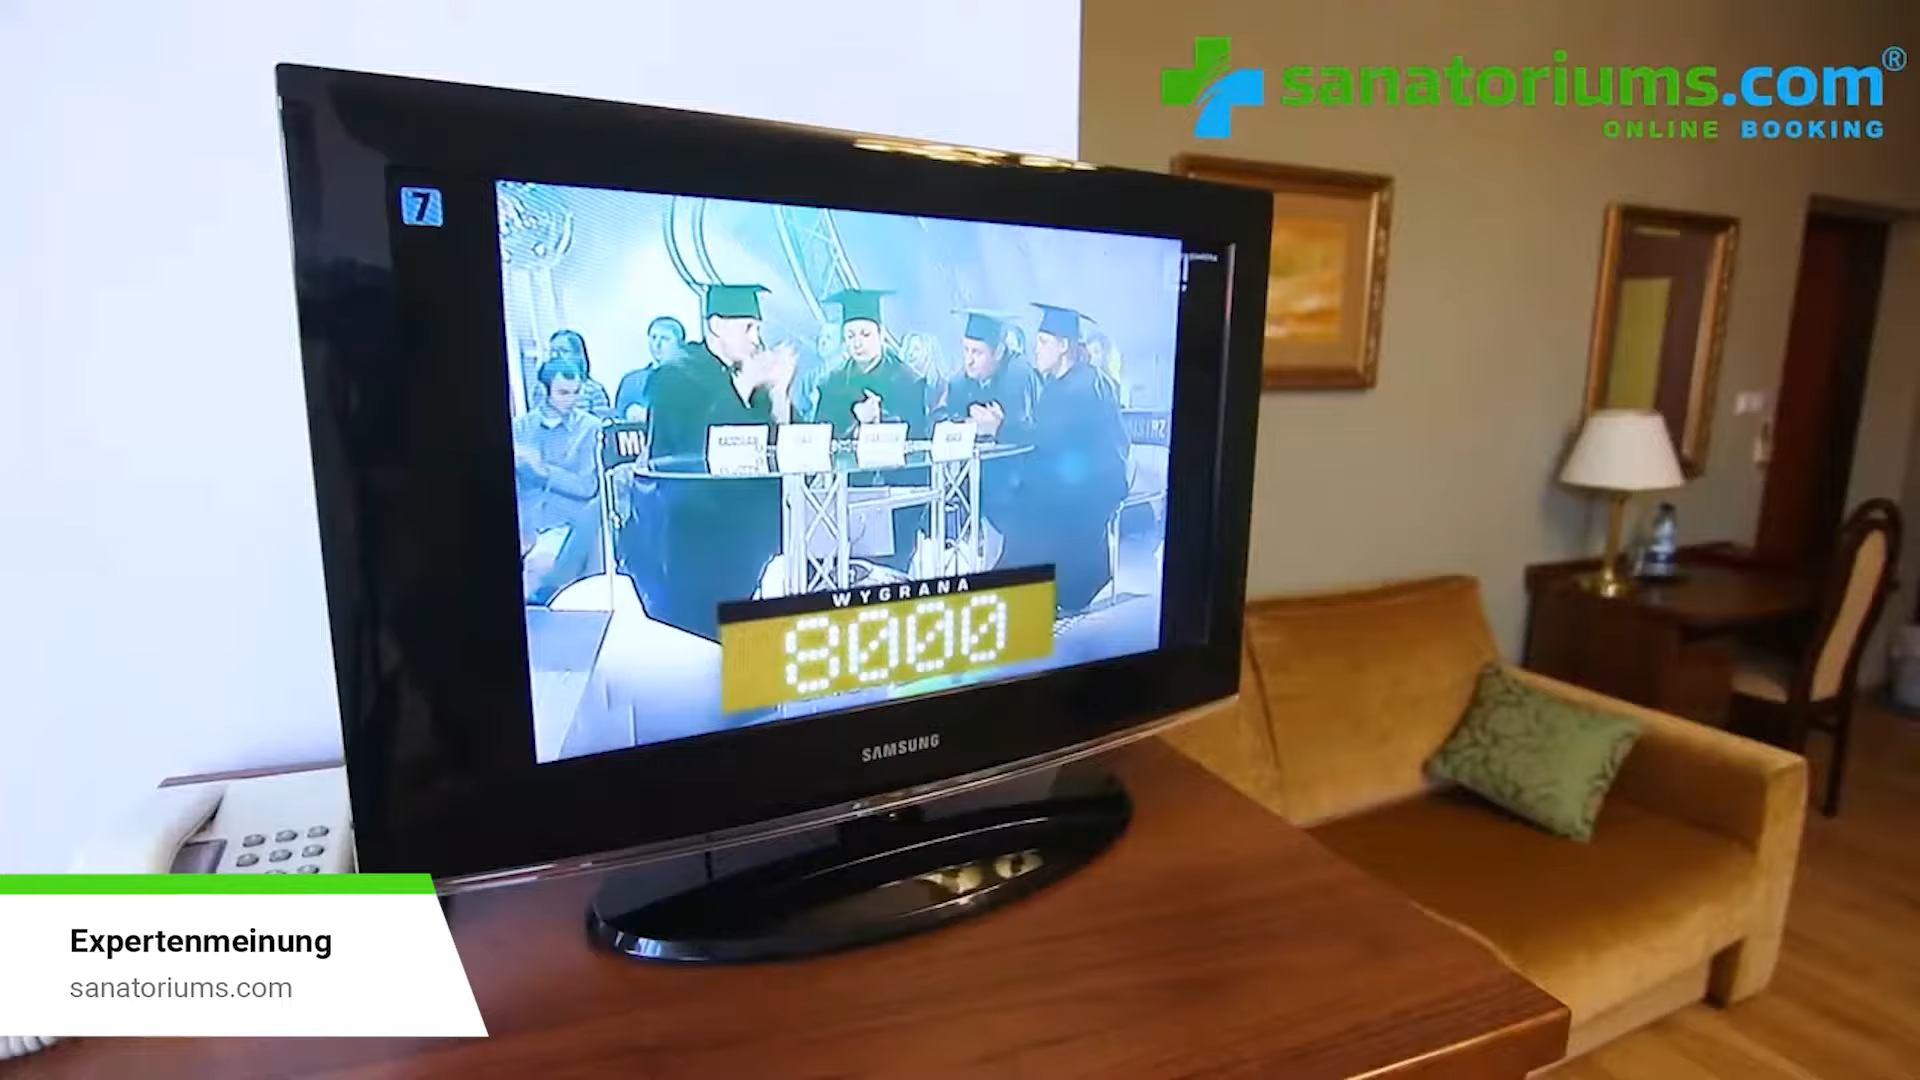 sanatoriums.com®
ONLINE BOOKING
7
WYGRANA
8000
SAMSUNG
Expertenmeinung
sanatoriums.com